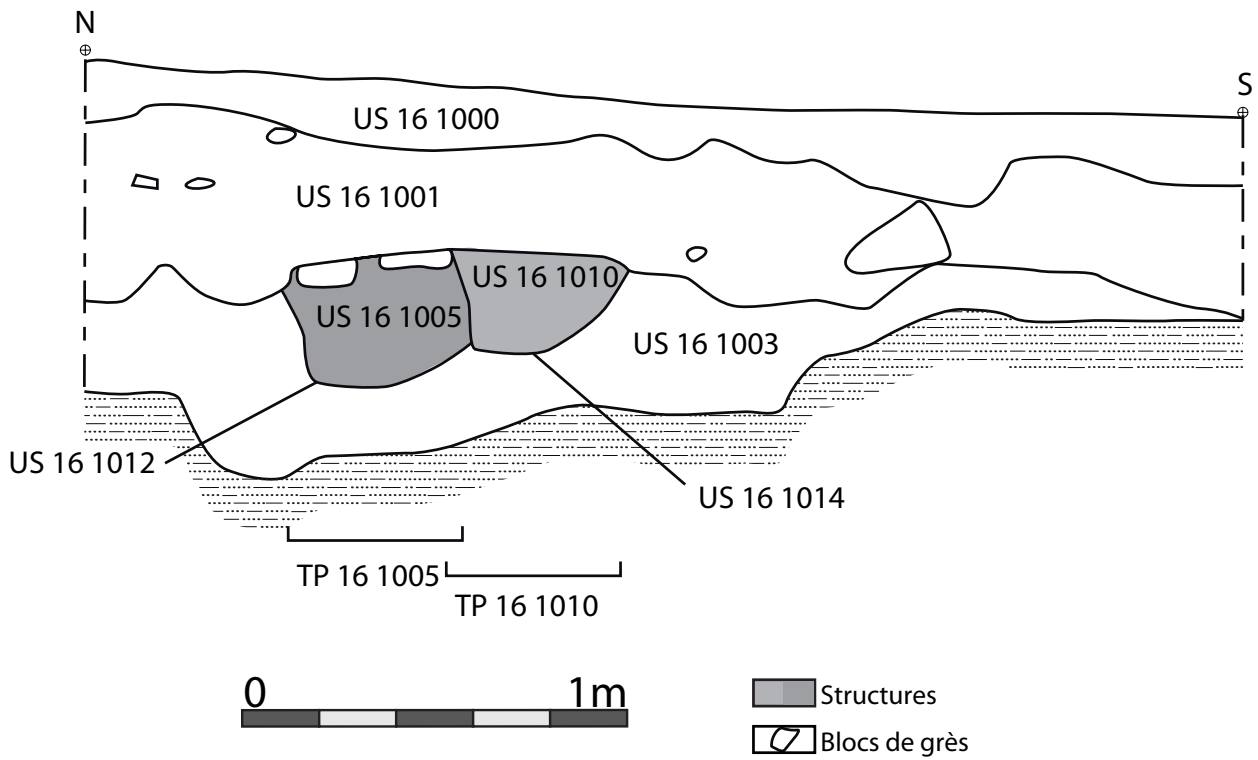 N
S
US 16 1000
US 16 1001
US 16 1010
US 16 1005
US 16 1003
US 16 1012
US 16 1014
TP 16 1005
TP 16 1010
0 1m
Structures
Blocs de grès